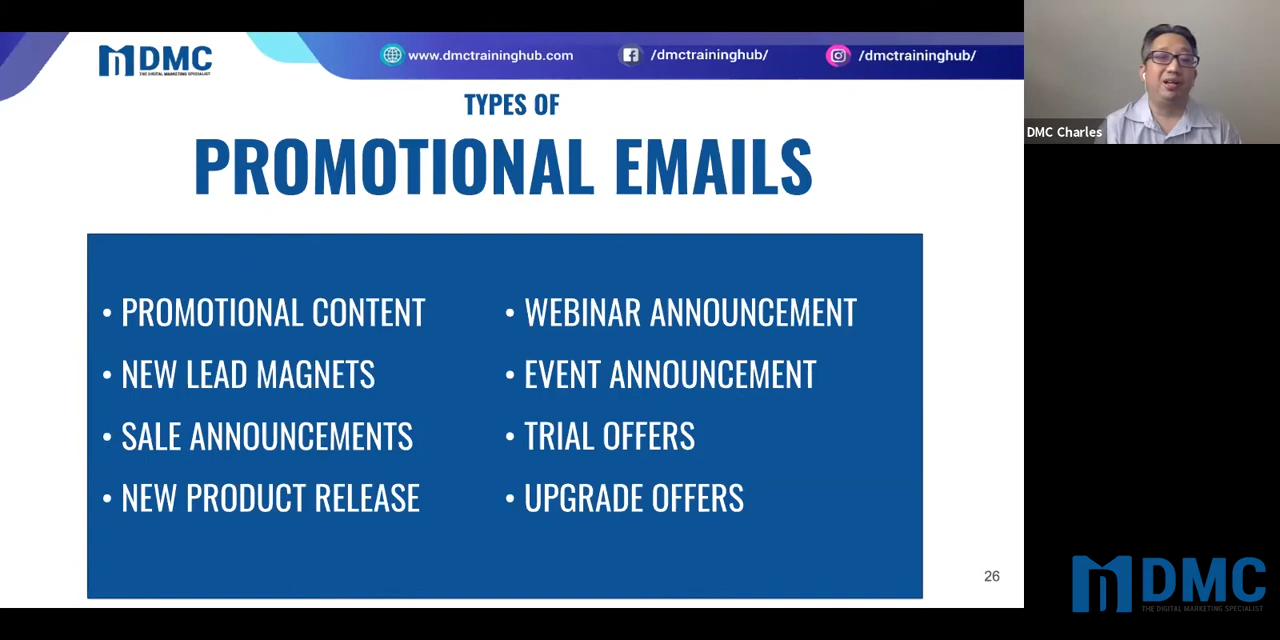 DMC
THE DIGITAL MARKETING SPECIALIST
www.dmctraininghub.com
/dmctraininghub/
/dmctraininghub/
DMC Charles
TYPES OF
PROMOTIONAL EMAILS
• PROMOTIONAL CONTENT
• NEW LEAD MAGNETS
• SALE ANNOUNCEMENTS
• NEW PRODUCT RELEASE
• WEBINAR ANNOUNCEMENT
• EVENT ANNOUNCEMENT
• TRIAL OFFERS
• UPGRADE OFFERS
26
DMC
THE DIGITAL MARKETING SPECIALIST